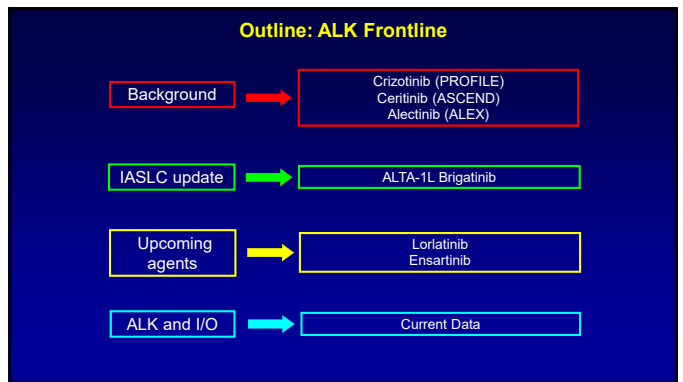 Outline: ALK Frontline
Background
Crizotinib (PROFILE)
Ceritinib (ASCEND)
Alectinib (ALEX)
IASLC update
ALTA-1L Brigatinib
Upcoming
agents
Lorlatinib
Ensartinib
ALK and I/O
Current Data